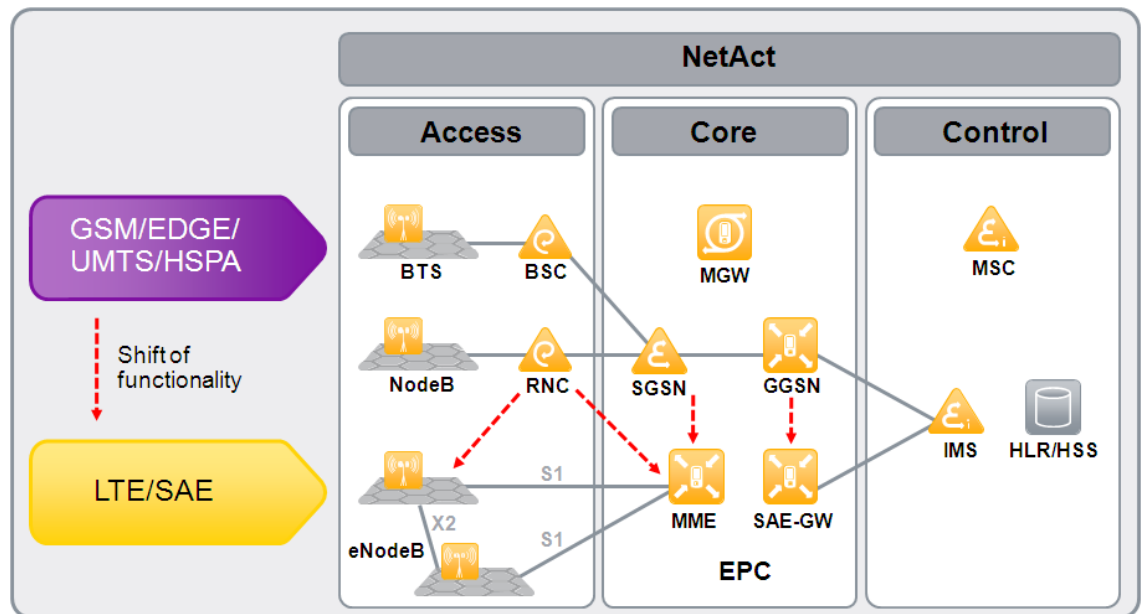 NetAct
Access
Core
Control
GSM/EDGE/
UMTS/HSPA
BTS
BSC
MGW
MSC
Shift of
functionality
NodeB
RNC
SGSN
GGSN
IMS
HLR/HSS
LTE/SAE
S1
MME
SAE-GW
X2
S1
eNodeB
EPC